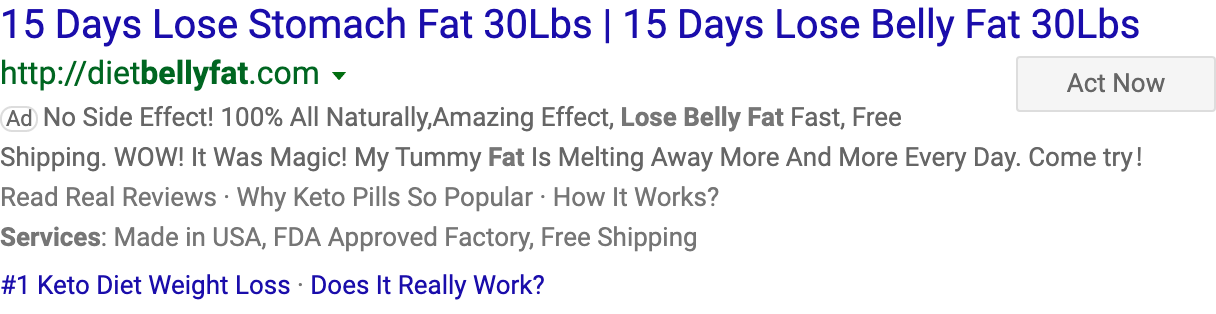 15 Days Lose Stomach Fat 30Lbs | 15 Days Lose Belly Fat 30Lbs
http://dietbellyfat.com
Act Now
Ad No Side Effect! 100% All Naturally,Amazing Effect, Lose Belly Fat Fast, Free
Shipping. WOW! It Was Magic! My Tummy Fat Is Melting Away More And More Every Day. Come try!
Read Real Reviews · Why Keto Pills So Popular · How It Works?
Services: Made in USA, FDA Approved Factory, Free Shipping
#1 Keto Diet Weight Loss · Does It Really Work?